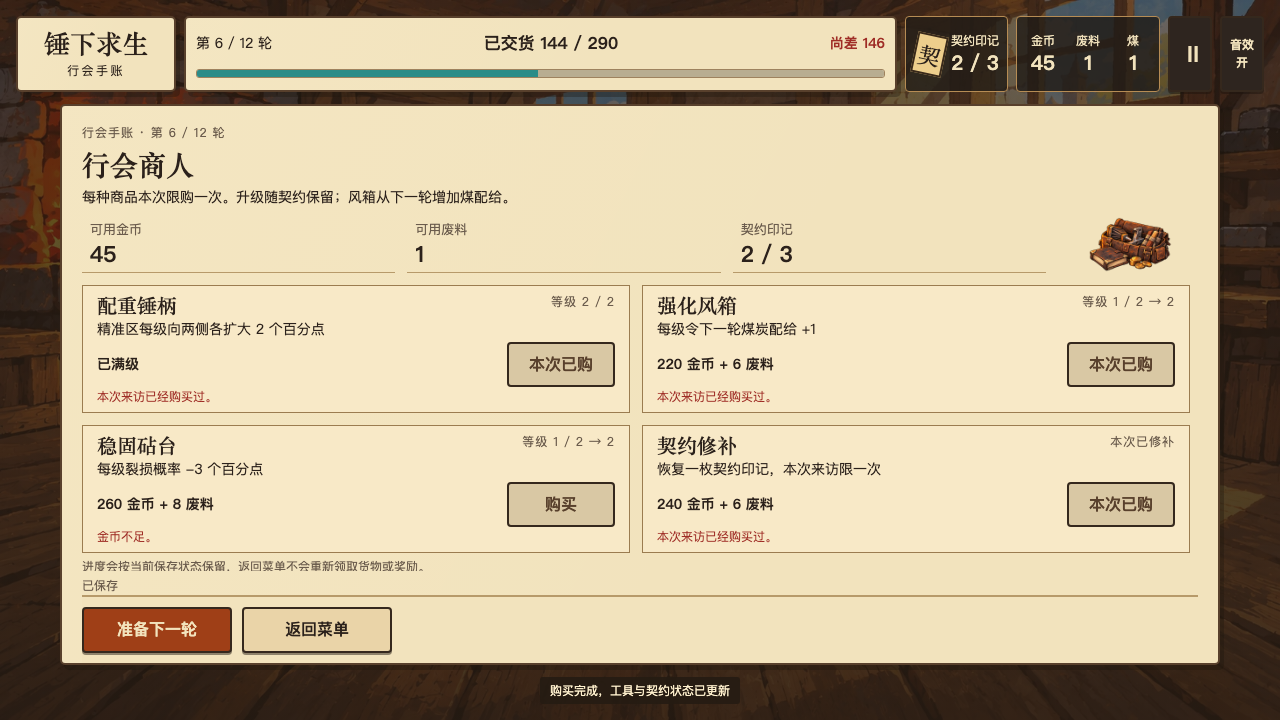 锤下求生
行会手账
第 6 / 12 轮
已交货 144 / 290
尚差 146
契
契约印记
2 / 3
金币 废料 煤
45 1 1
II
音效
开
行会手账 · 第 6 / 12 轮
行会商人
每种商品本次限购一次。升级随契约保留；风箱从下一轮增加煤配给。
可用金币
45
可用废料
1
契约印记
2 / 3
配重锤柄
等级 2 / 2
精准区每级向两侧各扩大 2 个百分点
已满级
本次已购
本次来访已经购买过。
强化风箱
等级 1 / 2 → 2
每级令下一轮煤炭配给 +1
220 金币 + 6 废料
本次已购
本次来访已经购买过。
稳固砧台
等级 1 / 2 → 2
每级裂损概率 −3 个百分点
260 金币 + 8 废料
购买
金币不足。
契约修补
本次已修补
恢复一枚契约印记，本次来访限一次
240 金币 + 6 废料
本次已购
本次来访已经购买过。
进度会按当前保存状态保留。返回菜单不会重新领取货物或奖励。
已保存
准备下一轮
返回菜单
购买完成，工具与契约状态已更新